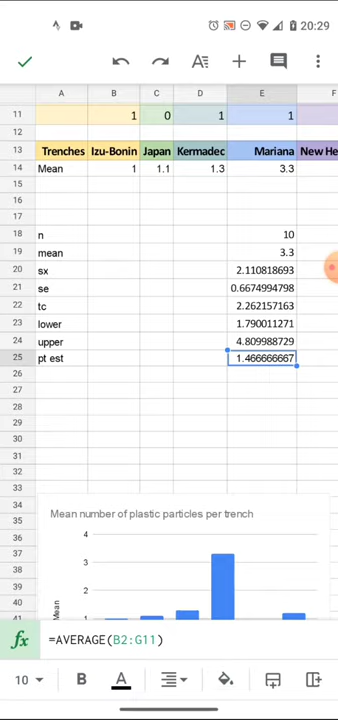 20:29
A B C D E F
11 1 0 1 1
12
13 Trenches Izu-Bonin Japan Kermadec Mariana New He
14 Mean 1 1.1 1.3 3.3
15
16
17
18 n 10
19 mean 3.3
20 sx 2.110818693
21 se 0.6674994798
22 tc 2.262157163
23 lower 1.790011271
24 upper 4.809988729
25 pt est 1.466666667
26
27
28
29
30
31
32
33
34 Mean number of plastic particles per trench
35
36 4
37
38 3
39
40 2
41 Mean 1
fx =AVERAGE(B2:G11)
10 B A